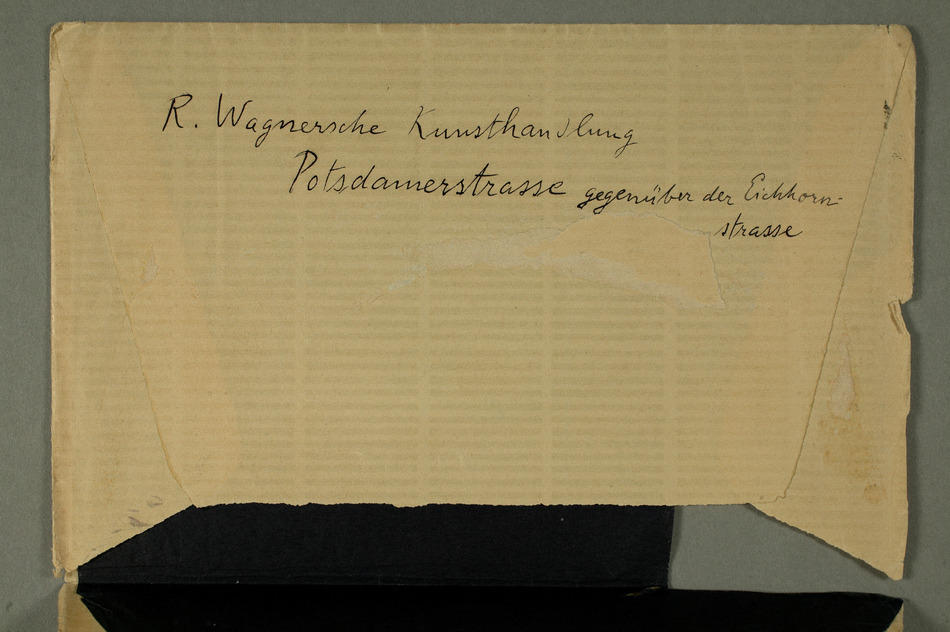 R. Wagnersche Kunsthandlung
Potsdamerstrasse gegenüber der Eichhorn-
strasse